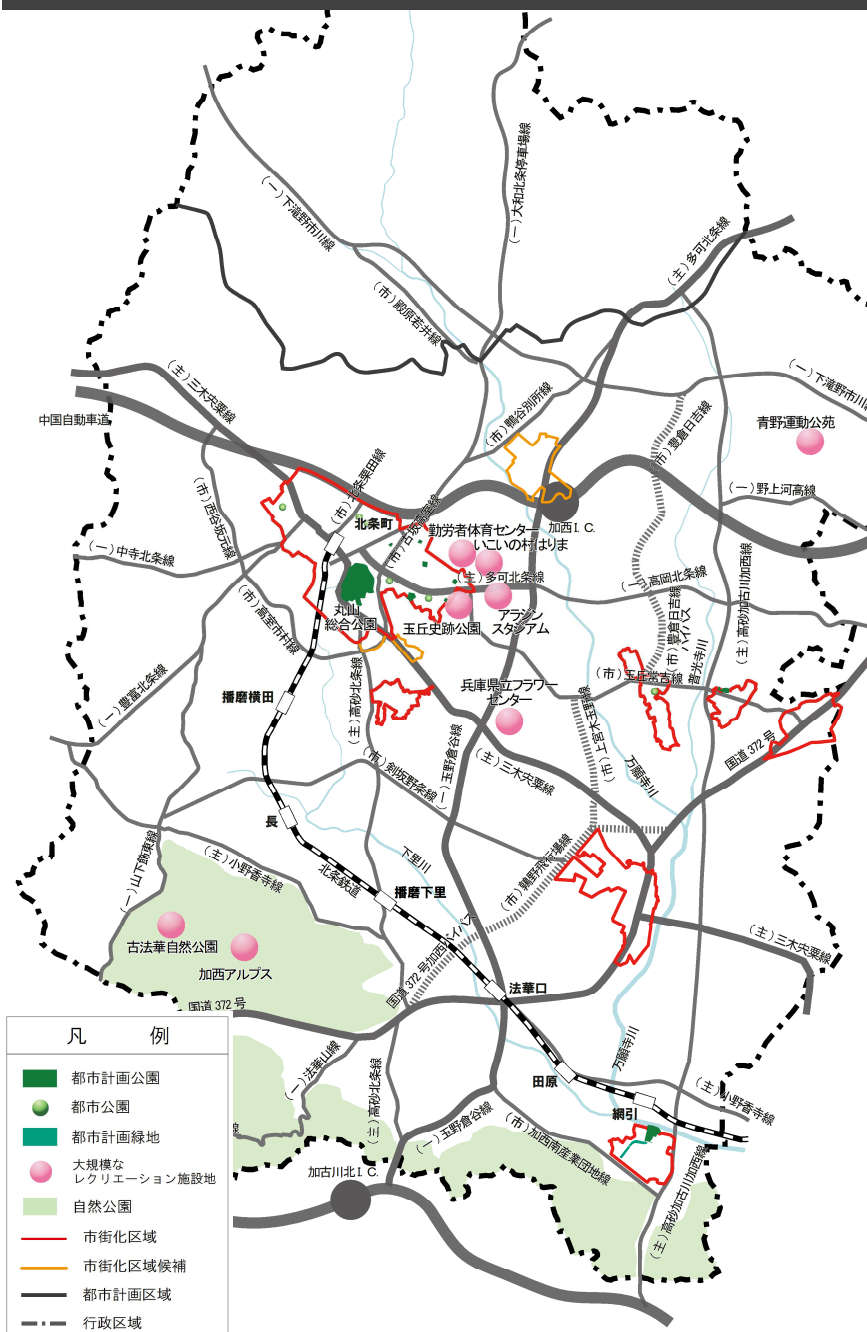 (一)下滝野市川線
(一)大和北条停車場線
(主)多可北条線
(市)殿原若井線
(主)三木宍粟線
中国自動車道
(市)鴨谷別所線
(市)豊倉日吉線
(一)下滝野市川
青野運動公苑
(一)野上河高線
(市)北条栗田線
(市)西谷坂元線
北条町
勤労者体育センター
いこいの村はりま
加西I.C.
(一)中寺北条線
(主)多可北条線
(一)高岡北条線
(主)高砂加古川加西線
丸山
総合公園
玉丘史跡公園
アラジン
スタジアム
(市)豊倉日吉線
バイパス
普光寺川
(市)高室市村線
(市)玉丘常吉線
(一)豊富北条線
播磨横田
(主)高砂北条線
兵庫県立フラワー
センター
(市)上宮木玉野線
万願寺川
国道372号
(一)玉野倉谷線
(主)三木宍粟線
(市)剣坂野条線
長
下里川
(市)鶉野飛行場線
(一)山下飾東線
(主)小野香寺線
北条鉄道
播磨下里
古法華自然公園
加西アルプス
国道372号加西バイパス
(主)三木宍粟線
法華口
国道372号
万願寺川
(一)法華山線
(主)高砂北条線
田原
(主)小野香寺線
網引
(一)玉野倉谷線
(市)加西南産業団地線
(主)高砂加古川加西線
加古川北I.C.
線
凡 例
都市計画公園
都市公園
都市計画緑地
大規模な
レクリエーション施設地
自然公園
市街化区域
市街化区域候補
都市計画区域
行政区域